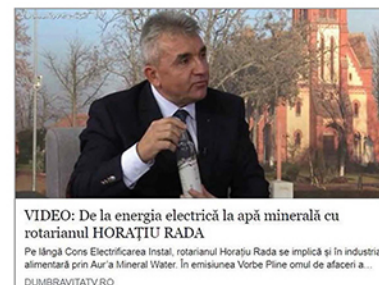 VIDEO: De la energia electrică la apă minerală cu
rotarianul HORAȚIU RADA
Pe lângă Cons Electrificarea Instal, rotarianul Horațiu Rada se implică și în industria
alimentară prin Aur'a Mineral Water. În emisiunea Vorbe Pline omul de afaceri a...
DUMBRAVITATV.RO